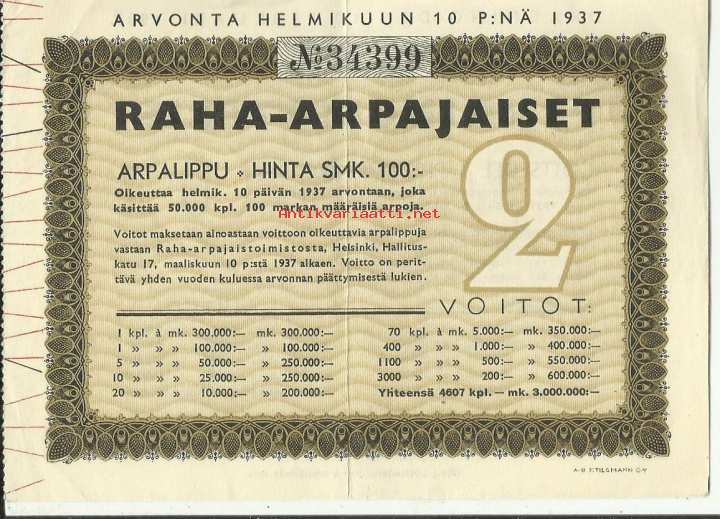 ARVONTA HELMIKUUN 10 P:NÄ 1937
№34399
RAHA-ARPAJAISET
ARPALIPPU • HINTA SMK. 100:-
Oikeuttaa helmik. 10 päivän 1937 arvontaan, joka
käsittää 50.000 kpl. 100 markan määräisiä arpoja.
Antikvariaatti.net
Voitot maksetaan ainoastaan voittoon oikeuttavia arpalippuja
vastaan Raha-arpajaistoimistosta, Helsinki, Hallitus-
katu 17, maaliskuun 10 p:stä 1937 alkaen. Voitto on perit-
tävä yhden vuoden kuluessa arvonnan päättymisestä lukien.
2
VOITOT:
1 kpl. à mk. 300.000:— mk. 300.000:—
1 » » » 100.000:— » 100.000:—
5 » » » 50.000:— » 250.000:—
10 » » » 25.000:— » 250.000:—
20 » » » 10.000:— » 200.000:—
70 kpl. à mk. 5.000:— mk. 350.000:—
400 » » » 1.000:— » 400.000:—
1100 » » » 500:— » 550.000:—
3000 » » » 200:— » 600.000:—
Yhteensä 4607 kpl. — mk. 3.000.000:—
A-B F.TILGMANN O-Y